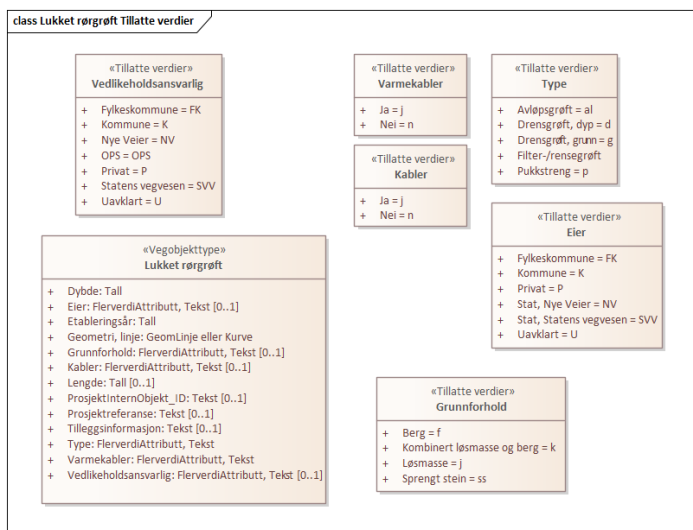 class Lukket rørgrøft Tillatte verdier
«Tillatte verdier»
Vedlikeholdsansvarlig
+ Fylkeskommune = FK
+ Kommune = K
+ Nye Veier = NV
+ OPS = OPS
+ Privat = P
+ Statens vegvesen = SVV
+ Uavklart = U
«Tillatte verdier»
Varmekabler
+ Ja = j
+ Nei = n
«Tillatte verdier»
Type
+ Avløpsgrøft = al
+ Drensgrøft, dyp = d
+ Drensgrøft, grunn = g
+ Filter-/rensegrøft
+ Pukkstreng = p
«Tillatte verdier»
Kabler
+ Ja = j
+ Nei = n
«Tillatte verdier»
Eier
+ Fylkeskommune = FK
+ Kommune = K
+ Privat = P
+ Stat, Nye Veier = NV
+ Stat, Statens vegvesen = SVV
+ Uavklart = U
«Vegobjekttype»
Lukket rørgrøft
+ Dybde: Tall
+ Eier: FlerverdiAttributt, Tekst [0..1]
+ Etableringsår: Tall
+ Geometri, linje: GeomLinje eller Kurve
+ Grunnforhold: FlerverdiAttributt, Tekst [0..1]
+ Kabler: FlerverdiAttributt, Tekst [0..1]
+ Lengde: Tall [0..1]
+ ProsjektInternObjekt_ID: Tekst [0..1]
+ Prosjektreferanse: Tekst [0..1]
+ Tilleggsinformasjon: Tekst [0..1]
+ Type: FlerverdiAttributt, Tekst
+ Varmekabler: FlerverdiAttributt, Tekst
+ Vedlikeholdsansvarlig: FlerverdiAttributt, Tekst [0..1]
«Tillatte verdier»
Grunnforhold
+ Berg = f
+ Kombinert løsmasse og berg = k
+ Løsmasse = j
+ Sprengt stein = ss